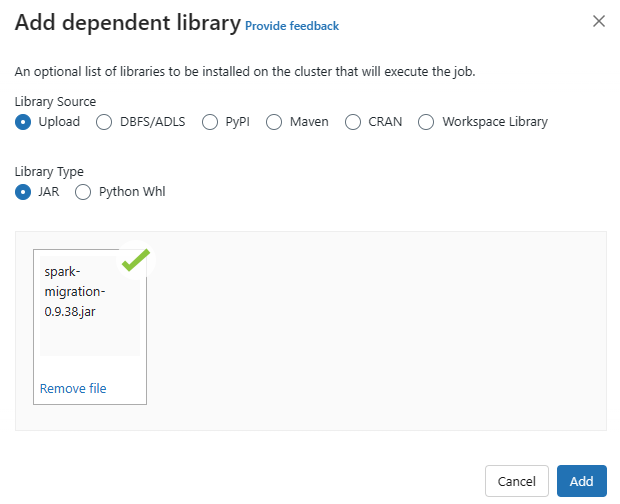 Add dependent library Provide feedback
An optional list of libraries to be installed on the cluster that will execute the job.
Library Source
Upload DBFS/ADLS PyPI Maven CRAN Workspace Library
Library Type
JAR Python Whl
spark-
migration-
0.9.38.jar
Remove file
Cancel Add